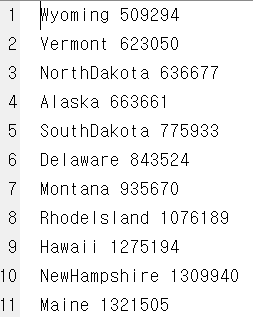 1 Wyoming 509294
2 Vermont 623050
3 NorthDakota 636677
4 Alaska 663661
5 SouthDakota 775933
6 Delaware 843524
7 Montana 935670
8 RhodeIsland 1076189
9 Hawaii 1275194
10 NewHampshire 1309940
11 Maine 1321505